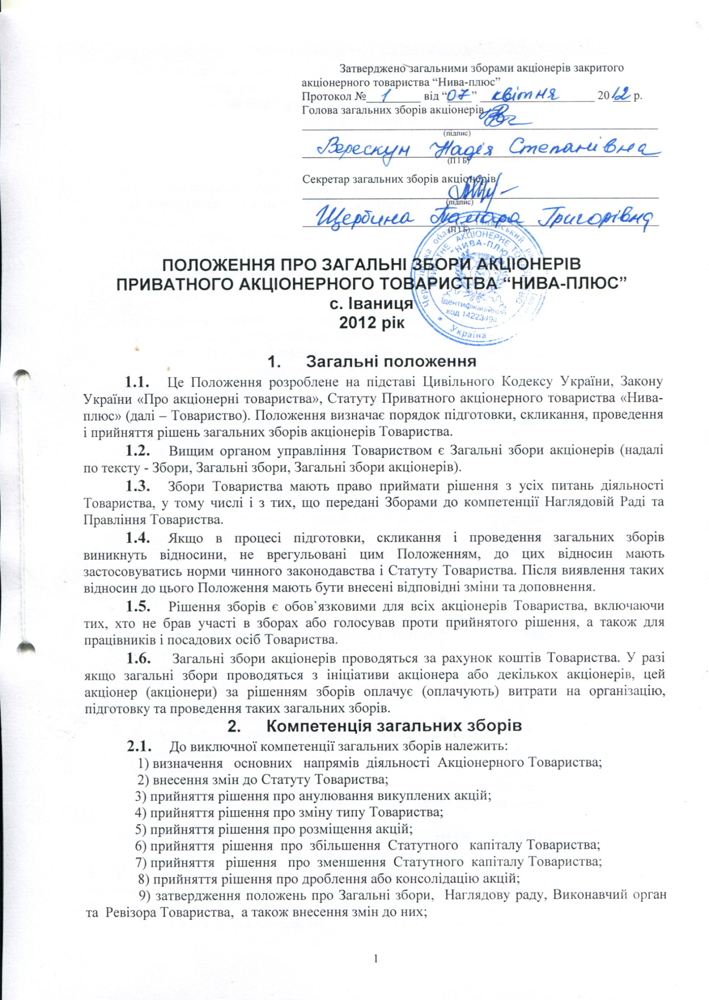 Затверджено загальними зборами акціонерів закритого
акціонерного товариства “Нива-плюс”
Протокол № 1 від “07” квітня 2012 р.
Голова загальних зборів акціонерів
(підпис)
Верескун Надія Степанівна
(П І Б)
Секретар загальних зборів акціонерів
(підпис)
Щербина Тамара Григорівна
(П І Б)
ПРИВАТНЕ АКЦІОНЕРНЕ ТОВАРИСТВО
"НИВА-ПЛЮС"
Ідентифікаційний
код 14223494
* Україна
ПОЛОЖЕННЯ ПРО ЗАГАЛЬНІ ЗБОРИ АКЦІОНЕРІВ
ПРИВАТНОГО АКЦІОНЕРНОГО ТОВАРИСТВА “НИВА-ПЛЮС”
с. Іваниця
2012 рік
1. Загальні положення
1.1. Це Положення розроблене на підставі Цивільного Кодексу України, Закону
України «Про акціонерні товариства», Статуту Приватного акціонерного товариства «Нива-
плюс» (далі – Товариство). Положення визначає порядок підготовки, скликання, проведення
і прийняття рішень загальних зборів акціонерів Товариства.
1.2. Вищим органом управління Товариством є Загальні збори акціонерів (надалі
по тексту - Збори, Загальні збори, Загальні збори акціонерів).
1.3. Збори Товариства мають право приймати рішення з усіх питань діяльності
Товариства, у тому числі і з тих, що передані Зборами до компетенції Наглядовій Раді та
Правління Товариства.
1.4. Якщо в процесі підготовки, скликання і проведення загальних зборів
виникнуть відносини, не врегульовані цим Положенням, до цих відносин мають
застосовуватись норми чинного законодавства і Статуту Товариства. Після виявлення таких
відносин до цього Положення мають бути внесені відповідні зміни та доповнення.
1.5. Рішення зборів є обов`язковими для всіх акціонерів Товариства, включаючи
тих, хто не брав участі в зборах або голосував проти прийнятого рішення, а також для
працівників і посадових осіб Товариства.
1.6. Загальні збори акціонерів проводяться за рахунок коштів Товариства. У разі
якщо загальні збори проводяться з ініціативи акціонера або декількох акціонерів, цей
акціонер (акціонери) за рішенням зборів оплачує (оплачують) витрати на організацію,
підготовку та проведення таких загальних зборів.
2. Компетенція загальних зборів
2.1. До виключної компетенції загальних зборів належить:
1) визначення основних напрямів діяльності Акціонерного Товариства;
2) внесення змін до Статуту Товариства;
3) прийняття рішення про анулювання викуплених акцій;
4) прийняття рішення про зміну типу Товариства;
5) прийняття рішення про розміщення акцій;
6) прийняття рішення про збільшення Статутного капіталу Товариства;
7) прийняття рішення про зменшення Статутного капіталу Товариства;
8) прийняття рішення про дроблення або консолідацію акцій;
9) затвердження положень про Загальні збори, Наглядову раду, Виконавчий орган
та Ревізора Товариства, а також внесення змін до них;
1